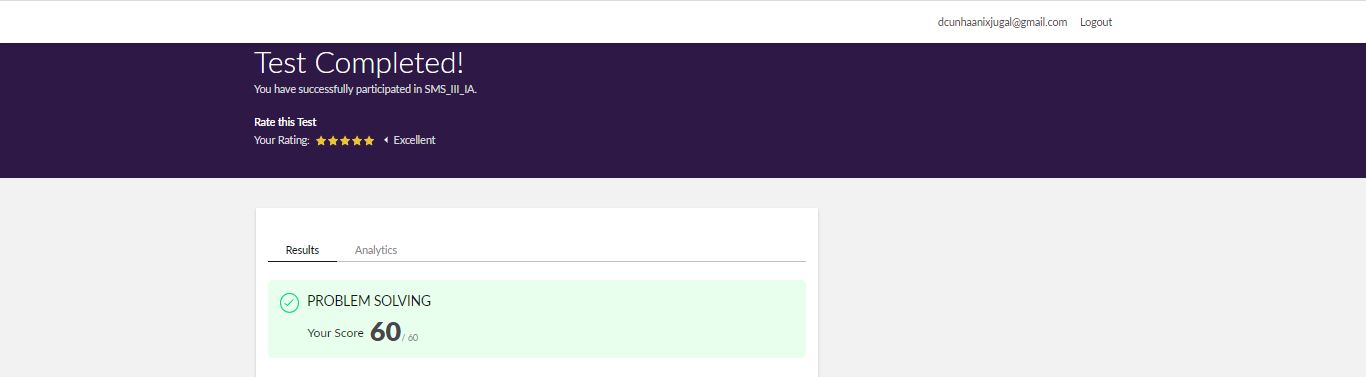 dcunhaanixjugal@gmail.com Logout
Test Completed!
You have successfully participated in SMS_III_IA.
Rate this Test
Your Rating: Excellent
Results Analytics
PROBLEM SOLVING
Your Score 60 / 60